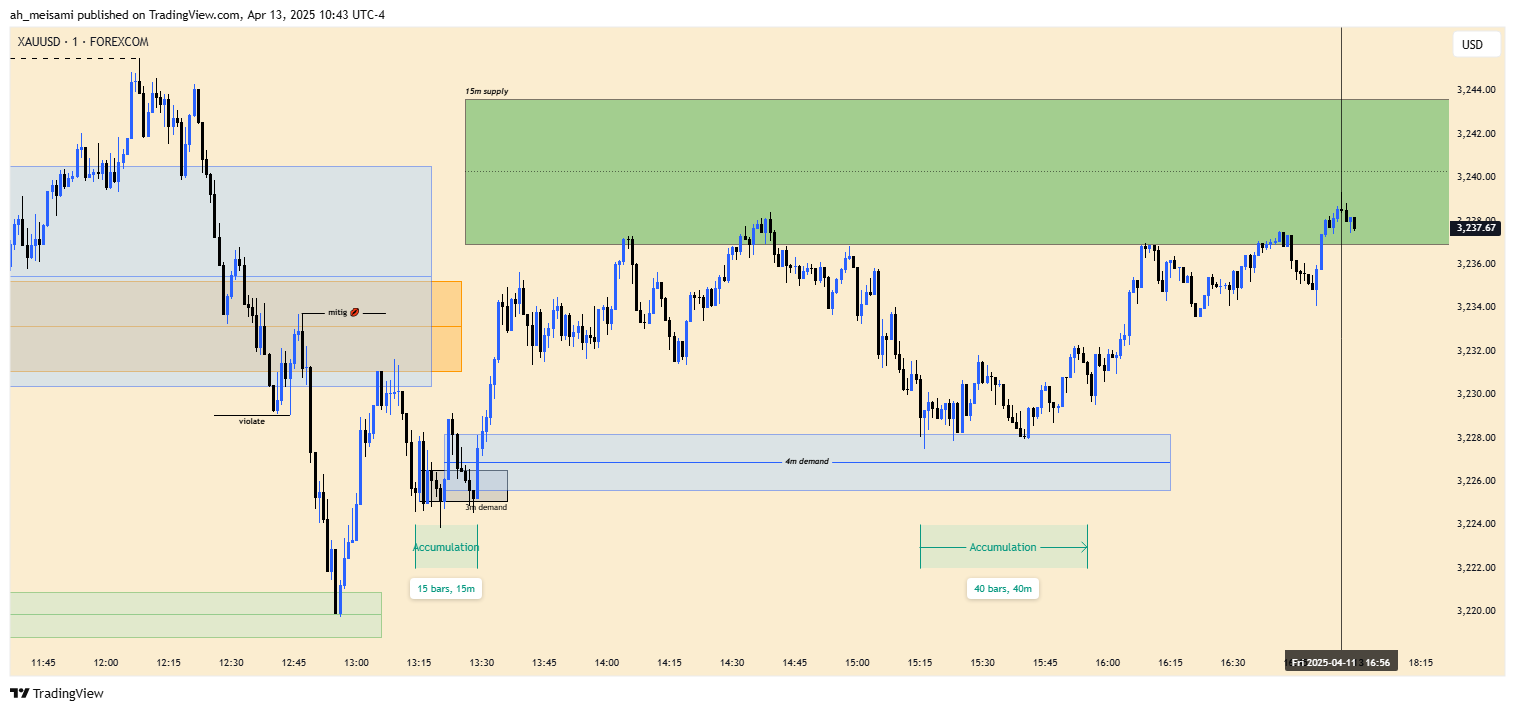 ah_meisami published on TradingView.com, Apr 13, 2025 10:43 UTC-4
XAUUSD · 1 · FOREXCOM
USD
15m supply
3,244.00
3,242.00
3,240.00
3,238.00
3,237.67
3,236.00
3,234.00
3,232.00
3,230.00
3,228.00
3,226.00
3,224.00
3,222.00
3,220.00
mitig
violate
4m demand
3m demand
Accumulation
Accumulation
15 bars, 15m
40 bars, 40m
11:45 12:00 12:15 12:30 12:45 13:00 13:15 13:30 13:45 14:00 14:15 14:30 14:45 15:00 15:15 15:30 15:45 16:00 16:15 16:30 Fri 2025-04-11 16:56 18:15
TradingView